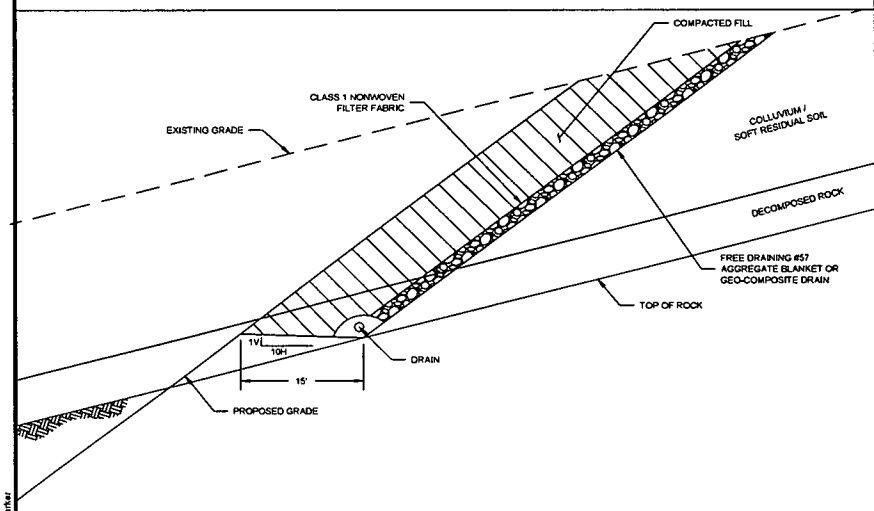 COMPACTED FILL
CLASS 1 NONWOVEN
FILTER FABRIC
EXISTING GRADE
COLLUVIUM /
SOFT RESIDUAL SOIL
DECOMPOSED ROCK
FREE DRAINING #57
AGGREGATE BLANKET OR
GEO-COMPOSITE DRAIN
TOP OF ROCK
1V
10H
DRAIN
15'
PROPOSED GRADE